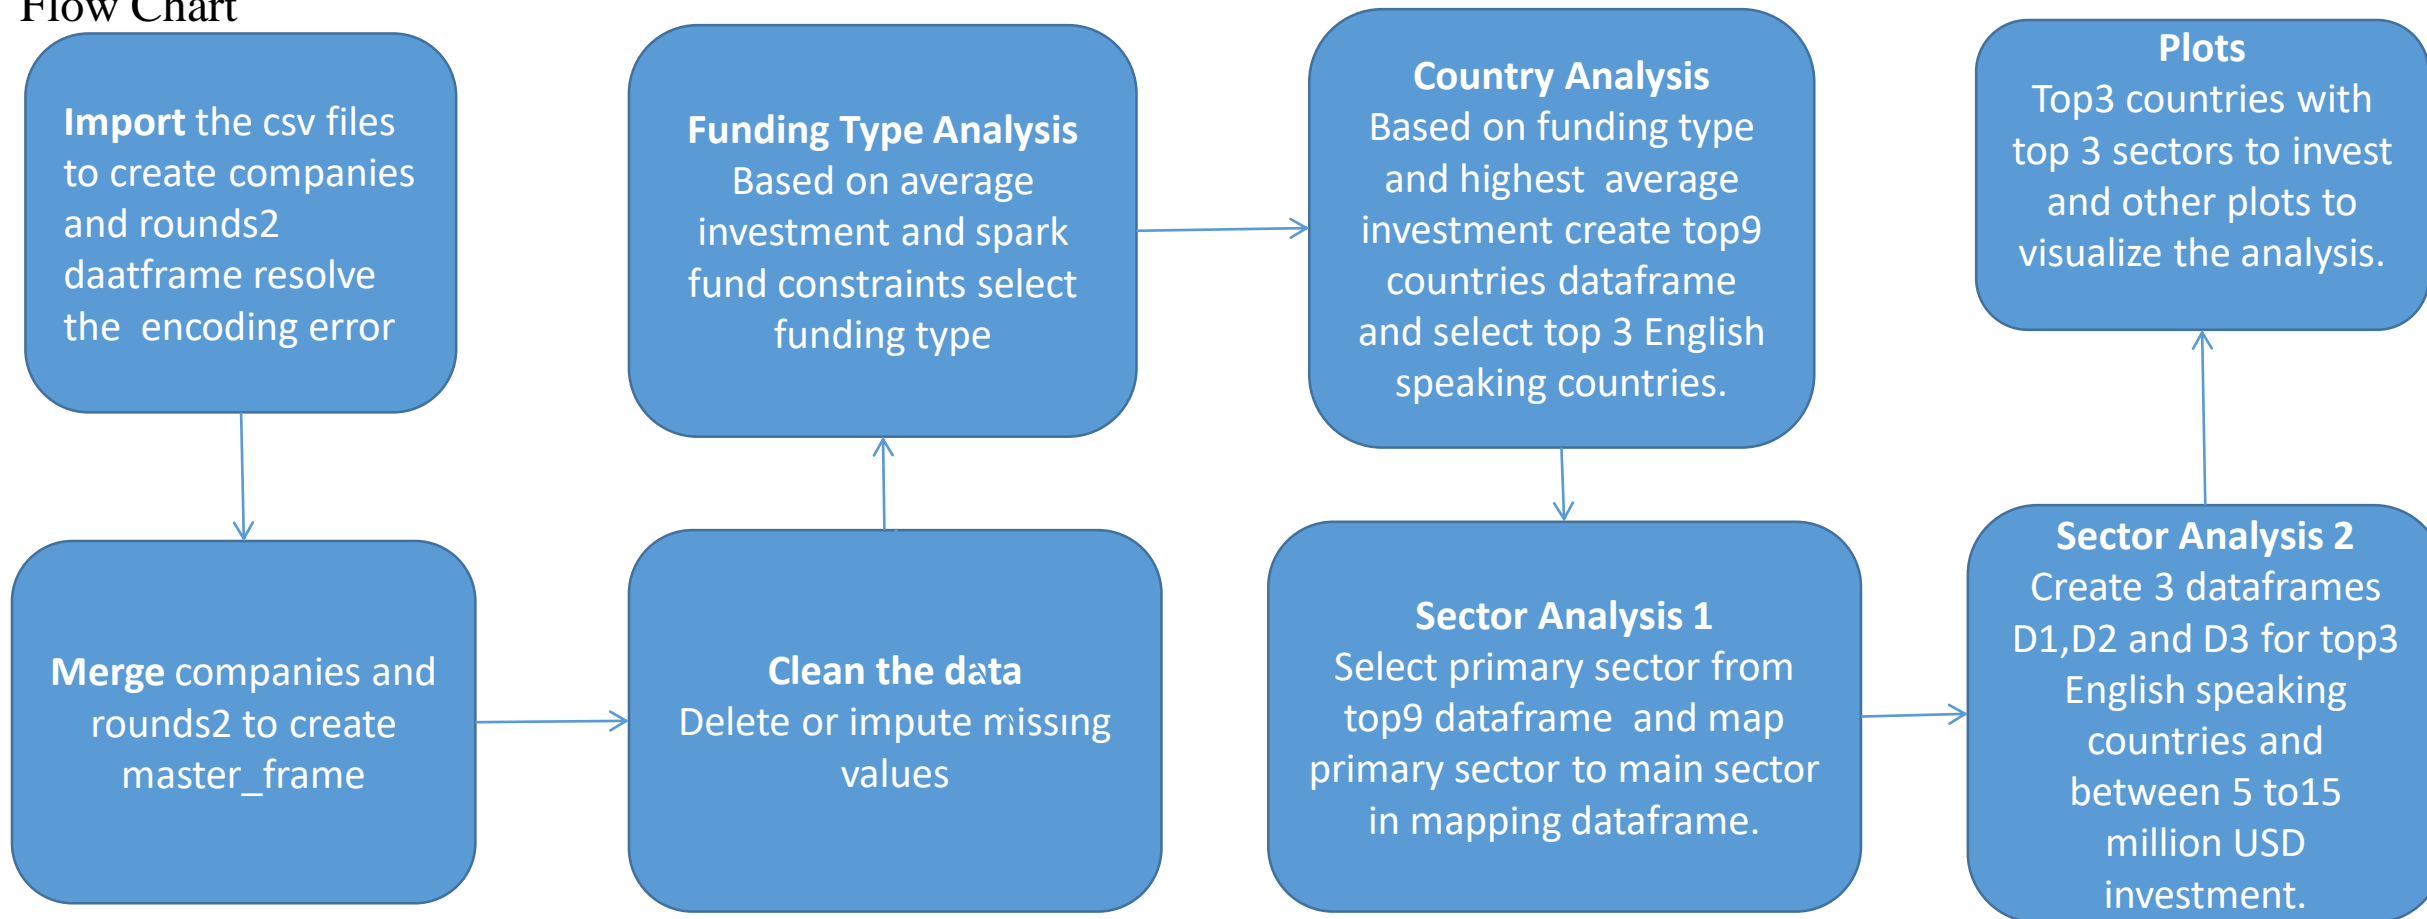 Flow Chart
Import the csv files
to create companies
and rounds2
daatframe resolve
the encoding error
Merge companies and
rounds2 to create
master_frame
Clean the data
Delete or impute missing
values
Funding Type Analysis
Based on average
investment and spark
fund constraints select
funding type
Country Analysis
Based on funding type
and highest average
investment create top9
countries dataframe
and select top 3 English
speaking countries.
Sector Analysis 1
Select primary sector from
top9 dataframe and map
primary sector to main sector
in mapping dataframe.
Sector Analysis 2
Create 3 dataframes
D1,D2 and D3 for top3
English speaking
countries and
between 5 to15
million USD
investment.
Plots
Top3 countries with
top 3 sectors to invest
and other plots to
visualize the analysis.